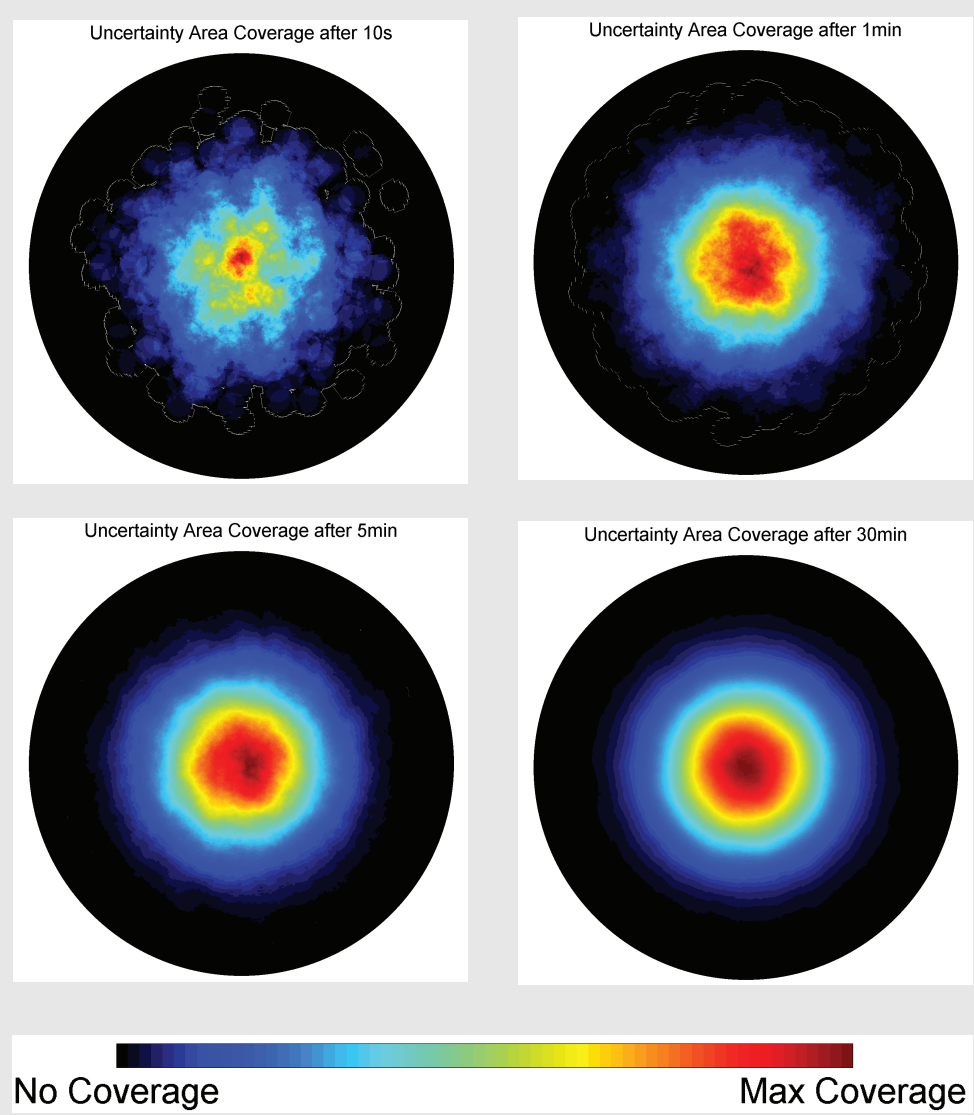 Uncertainty Area Coverage after 10s
Uncertainty Area Coverage after 1min
Uncertainty Area Coverage after 5min
Uncertainty Area Coverage after 30min
No Coverage
Max Coverage